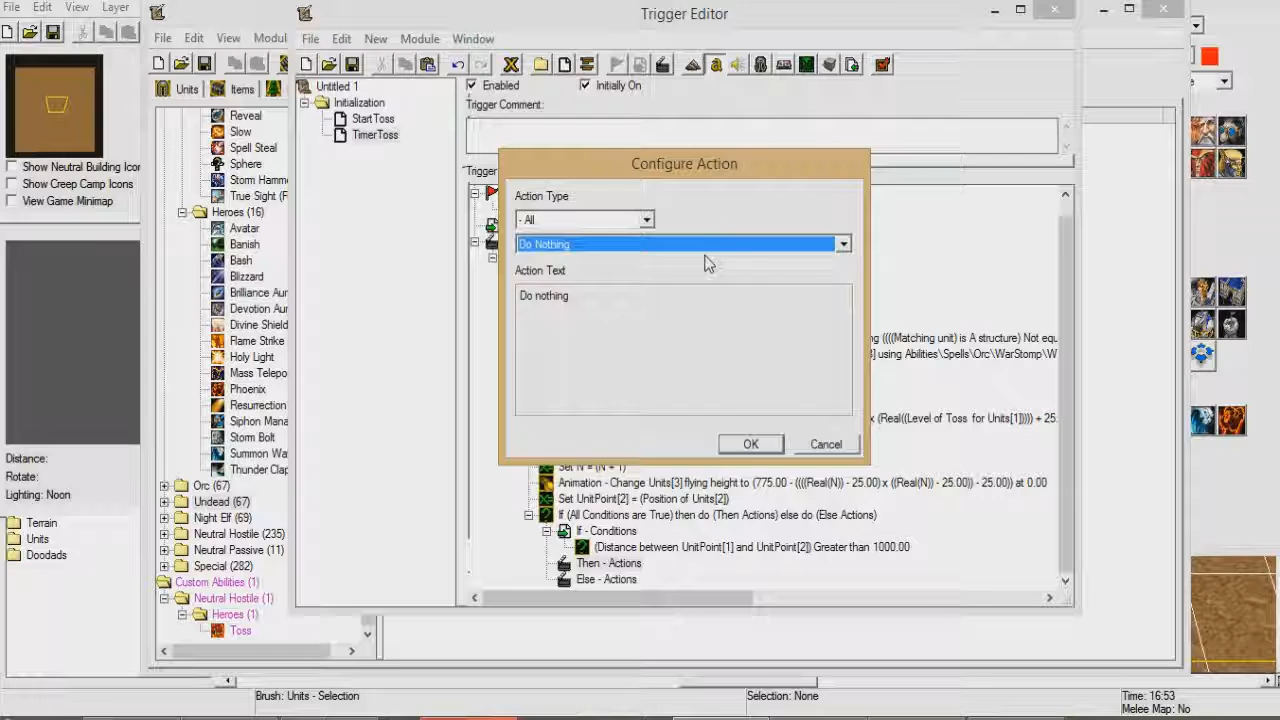 File Edit View Layer
Trigger Editor
File Edit View Modul
File Edit New Module Window
Units
Items
Untitled 1
Initialization
StartToss
TimerToss
Enabled
Initially On
Trigger Comment:
Trigger
Show Neutral Building Icon
Show Creep Camp Icons
View Game Minimap
Distance:
Rotate:
Lighting: Noon
Terrain
Units
Doodads
Reveal
Slow
Spell Steal
Sphere
Storm Hamme
True Sight (F
Heroes (16)
Avatar
Banish
Bash
Blizzard
Brilliance Aur
Devotion Aur
Divine Shield
Flame Strike
Holy Light
Mass Telepo
Phoenix
Resurrection
Siphon Mana
Storm Bolt
Summon Wa
Thunder Clap
Orc (67)
Undead (67)
Night Elf (69)
Neutral Hostile (235)
Neutral Passive (11)
Special (282)
Custom Abilities (1)
Neutral Hostile (1)
Heroes (1)
Toss
Configure Action
Action Type
- All
Do Nothing
Action Text
Do nothing
OK
Cancel
g ((((Matching unit) is A structure) Not equ
] using Abilities\Spells\Orc\WarStomp\W
x (Real((Level of Toss for Units[1]))) + 25.
Set N = (N + 1)
Animation - Change Units[3] flying height to (775.00 - ((((Real(N)) - 25.00) x ((Real(N)) - 25.00)) - 25.00)) at 0.00
Set UnitPoint[2] = (Position of Units[2])
If (All Conditions are True) then do (Then Actions) else do (Else Actions)
If - Conditions
(Distance between UnitPoint[1] and UnitPoint[2]) Greater than 1000.00
Then - Actions
Else - Actions
Brush: Units - Selection
Selection: None
Time: 16:53
Melee Map: No